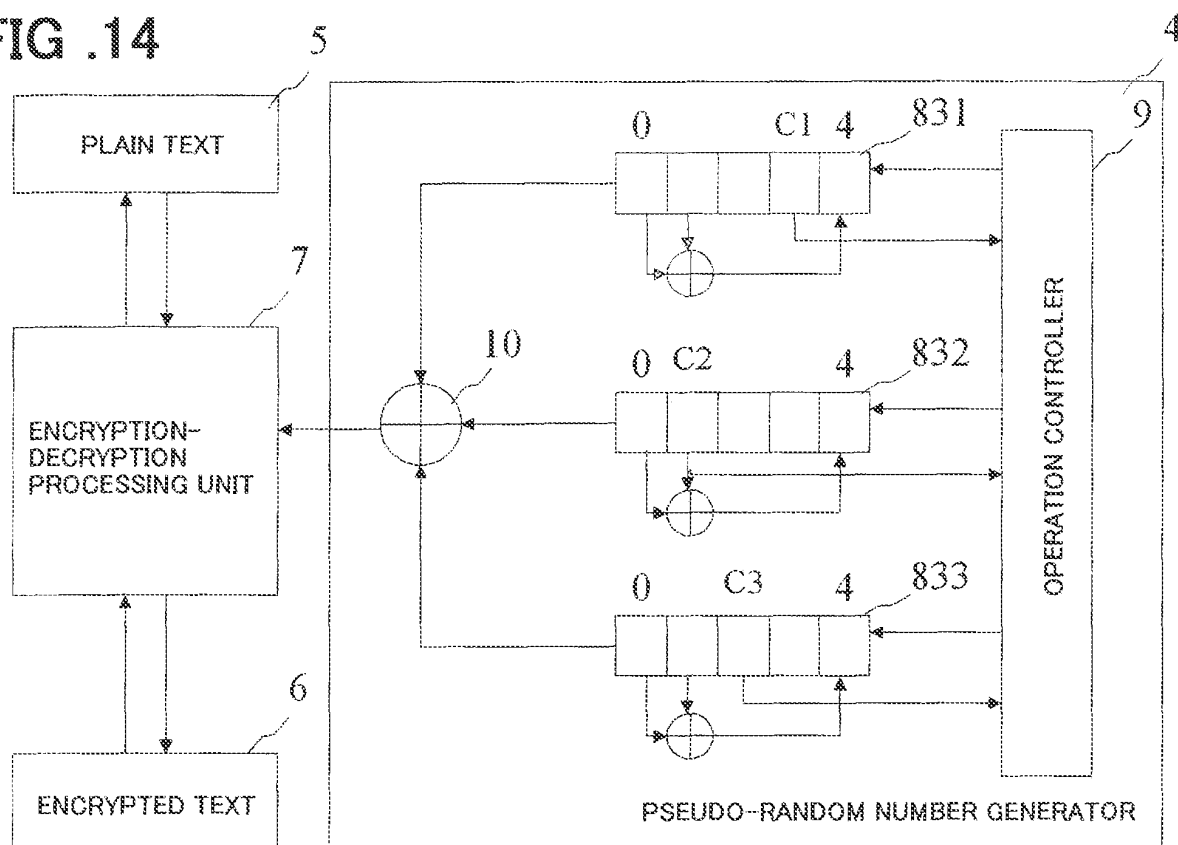 FIG .14
5
4
PLAIN TEXT
0 C1 4 831
9
7
10
0 C2 4 832
ENCRYPTION-
DECRYPTION
PROCESSING UNIT
OPERATION CONTROLLER
0 C3 4 833
6
ENCRYPTED TEXT
PSEUDO-RANDOM NUMBER GENERATOR